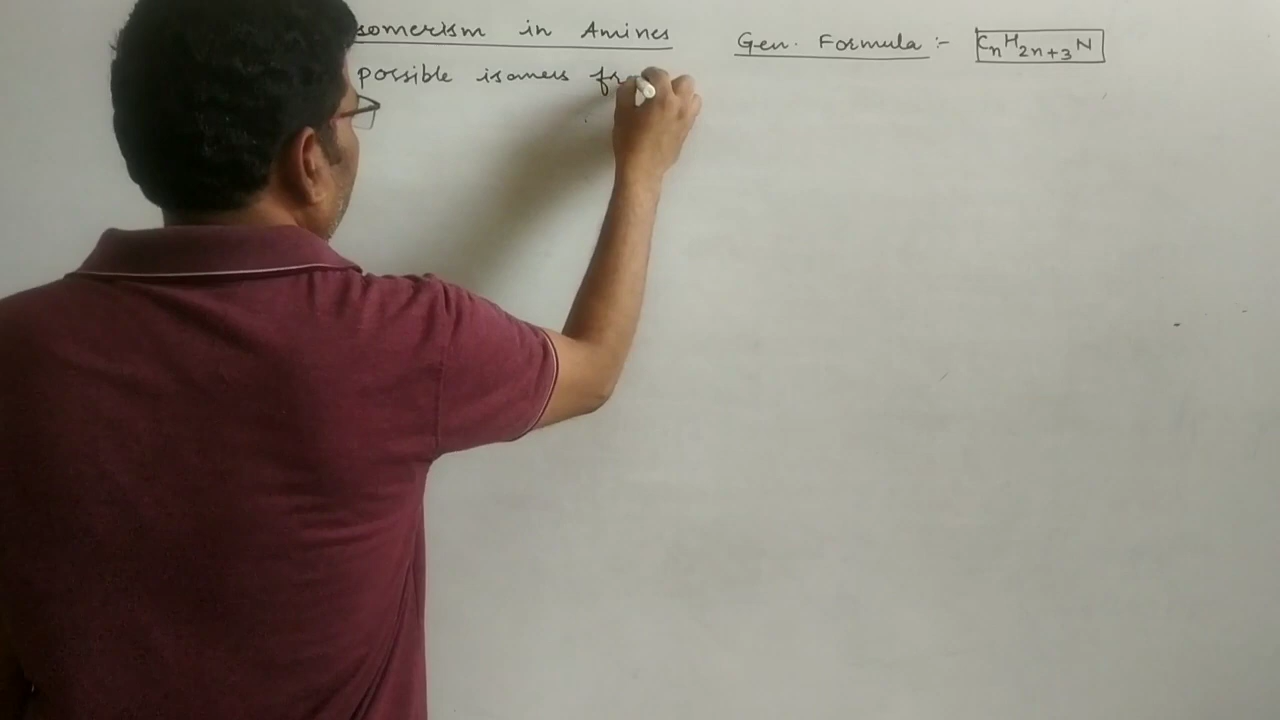 somerism in Amines Gen. Formula :- CnH2n+3N
possible isomers